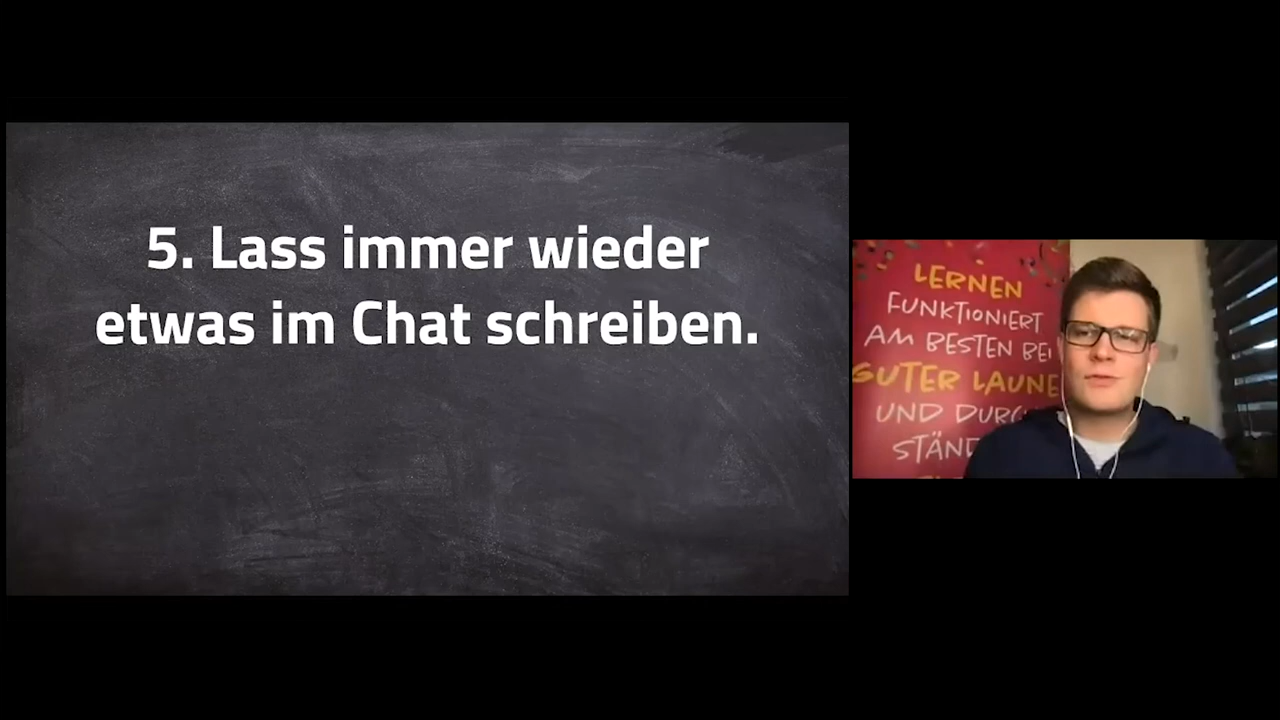 5. Lass immer wieder
etwas im Chat schreiben.
LERNEN
FUNKTIONIERT
AM BESTEN BEI
GUTER LAUNE
UND